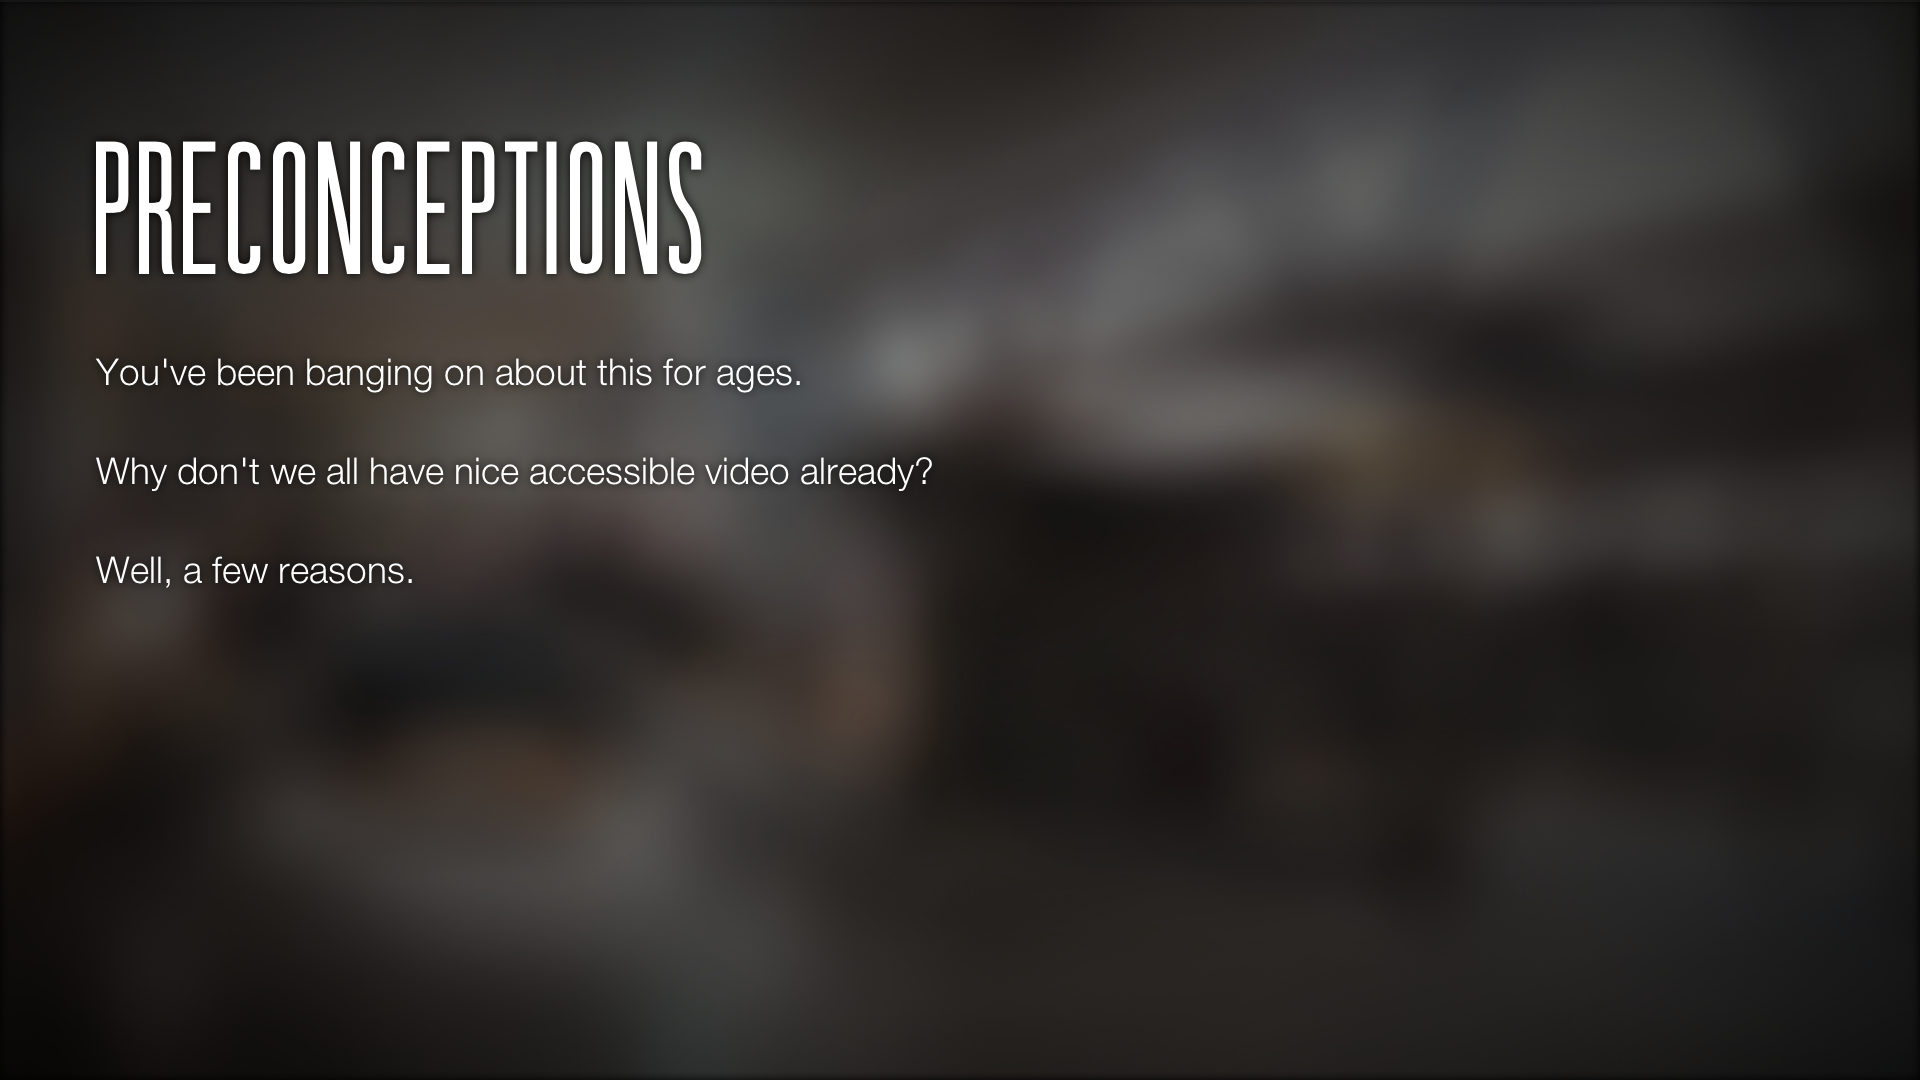 PRECONCEPTIONS
You've been banging on about this for ages.
Why don't we all have nice accessible video already?
Well, a few reasons.